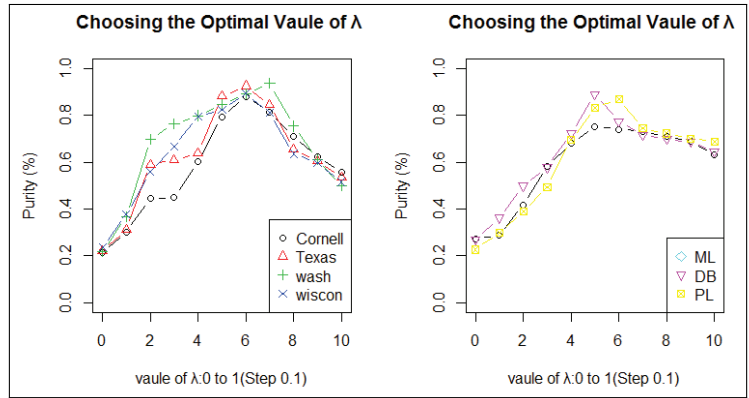 Choosing the Optimal Vaule of λ
Purity (%)
1.0
0.8
0.6
0.4
0.2
0.0
Cornell
Texas
wash
wiscon
0 2 4 6 8 10
vaule of λ:0 to 1(Step 0.1)
Choosing the Optimal Vaule of λ
Purity (%)
1.0
0.8
0.6
0.4
0.2
0.0
ML
DB
PL
0 2 4 6 8 10
vaule of λ:0 to 1(Step 0.1)